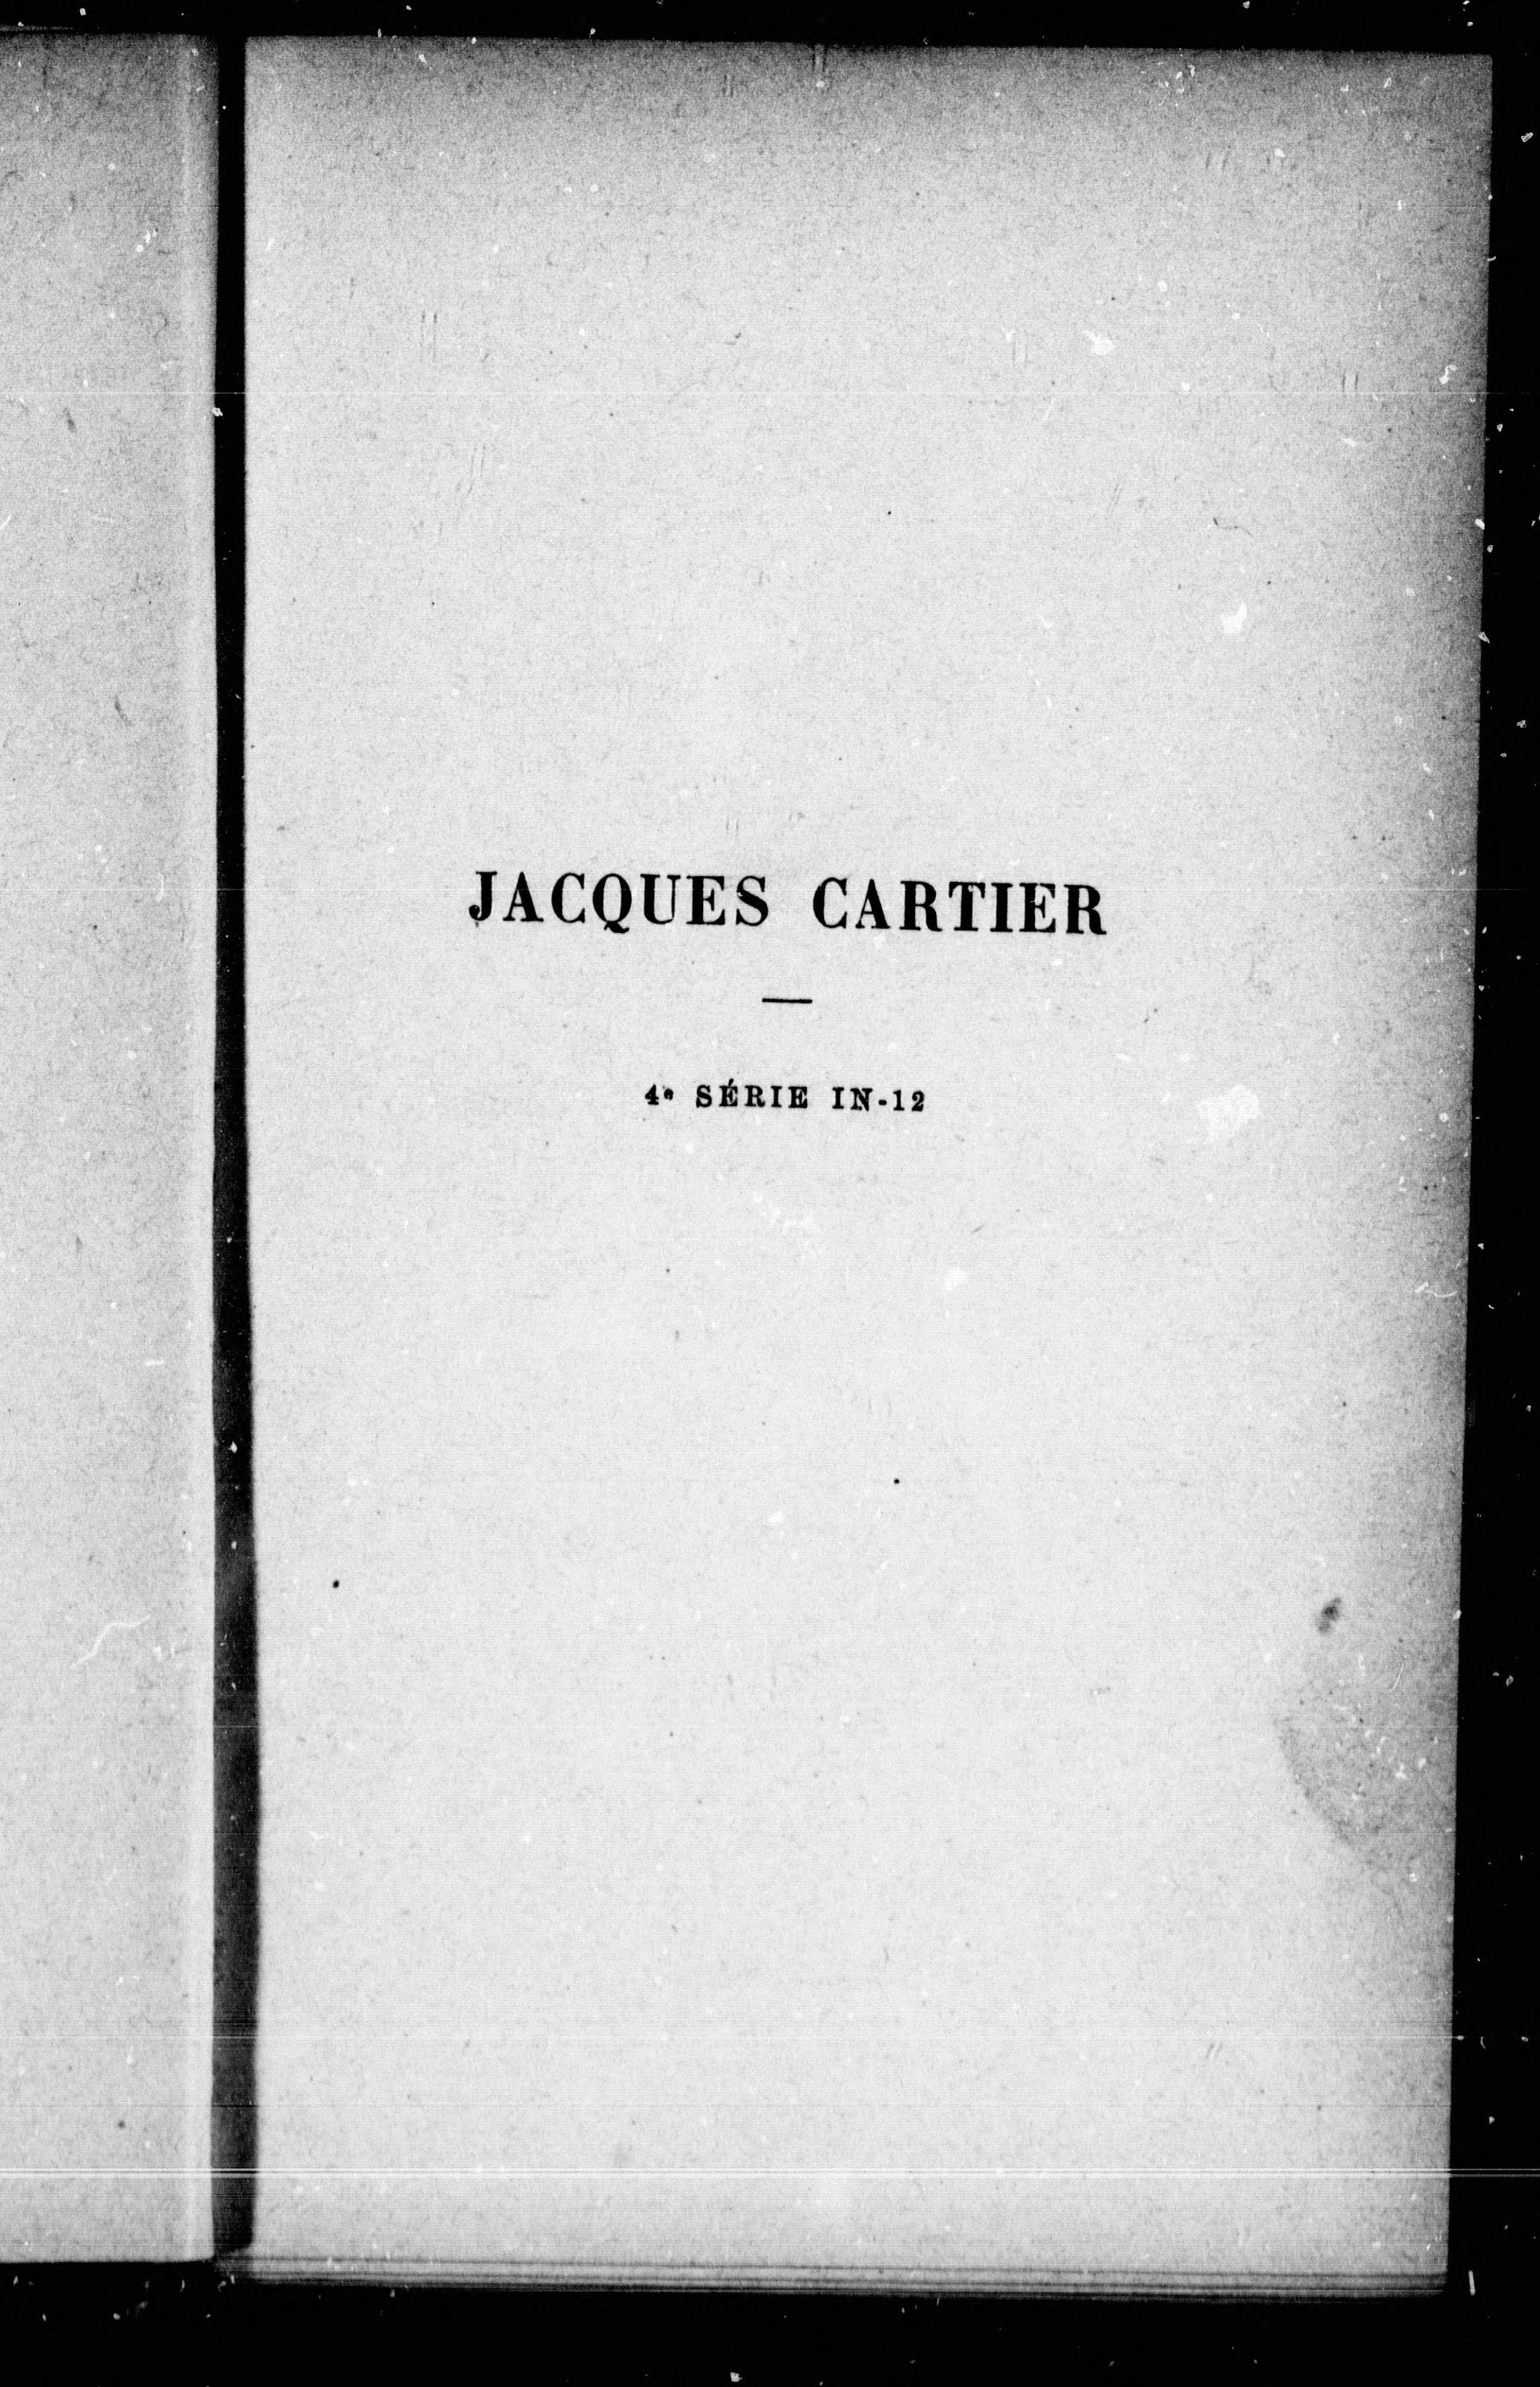 JACQUES CARTIER
—
4e SÉRIE IN-12